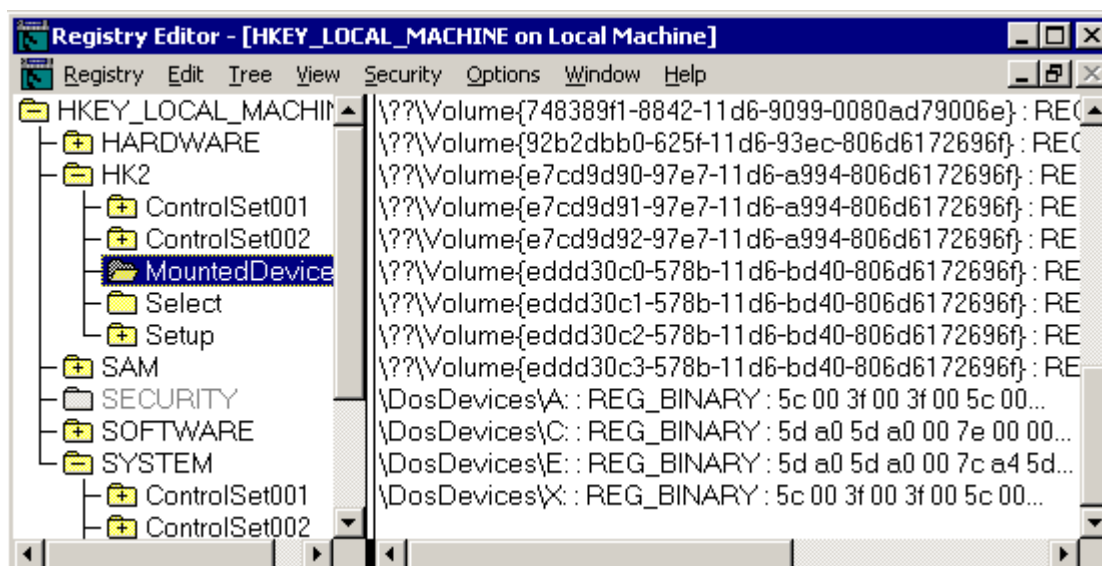 Registry Editor - [HKEY_LOCAL_MACHINE on Local Machine]
Registry Edit Tree View Security Options Window Help
HKEY_LOCAL_MACHIN
HARDWARE
HK2
ControlSet001
ControlSet002
MountedDevice
Select
Setup
SAM
SECURITY
SOFTWARE
SYSTEM
ControlSet001
ControlSet002
\??\Volume{748389f1-8842-11d6-9099-0080ad79006e} : REG
\??\Volume{92b2dbb0-625f-11d6-93ec-806d6172696f} : REG
\??\Volume{e7cd9d90-97e7-11d6-a994-806d6172696f} : RE
\??\Volume{e7cd9d91-97e7-11d6-a994-806d6172696f} : RE
\??\Volume{e7cd9d92-97e7-11d6-a994-806d6172696f} : RE
\??\Volume{eddd30c0-578b-11d6-bd40-806d6172696f} : RE
\??\Volume{eddd30c1-578b-11d6-bd40-806d6172696f} : RE
\??\Volume{eddd30c2-578b-11d6-bd40-806d6172696f} : RE
\??\Volume{eddd30c3-578b-11d6-bd40-806d6172696f} : RE
\DosDevices\A: : REG_BINARY : 5c 00 3f 00 3f 00 5c 00...
\DosDevices\C: : REG_BINARY : 5d a0 5d a0 00 7e 00 00...
\DosDevices\E: : REG_BINARY : 5d a0 5d a0 00 7c a4 5d...
\DosDevices\X: : REG_BINARY : 5c 00 3f 00 3f 00 5c 00...